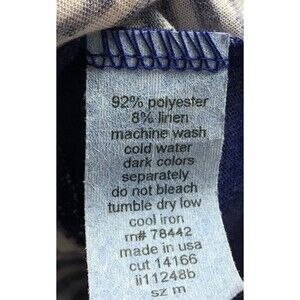 92% polyester
8% linen
machine wash
cold water
dark colors
separately
do not bleach
tumble dry low
cool iron
rn# 78442
made in usa
cut 14166
ii11248b
sz m